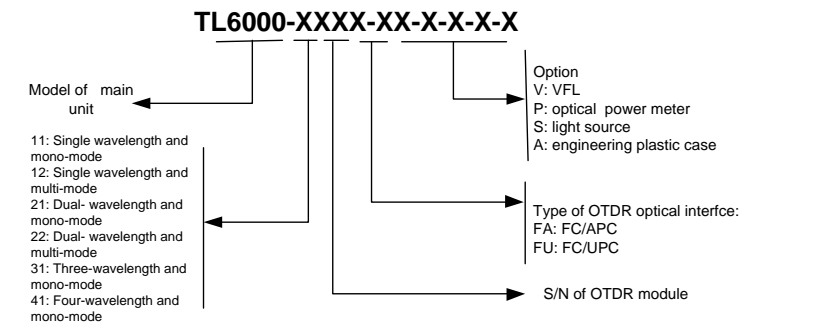 TL6000-XXXX-XX-X-X-X-X
Model of main
unit
11: Single wavelength and
mono-mode
12: Single wavelength and
multi-mode
21: Dual- wavelength and
mono-mode
22: Dual- wavelength and
multi-mode
31: Three-wavelength and
mono-mode
41: Four-wavelength and
mono-mode
Option
V: VFL
P: optical power meter
S: light source
A: engineering plastic case
Type of OTDR optical interfce:
FA: FC/APC
FU: FC/UPC
S/N of OTDR module